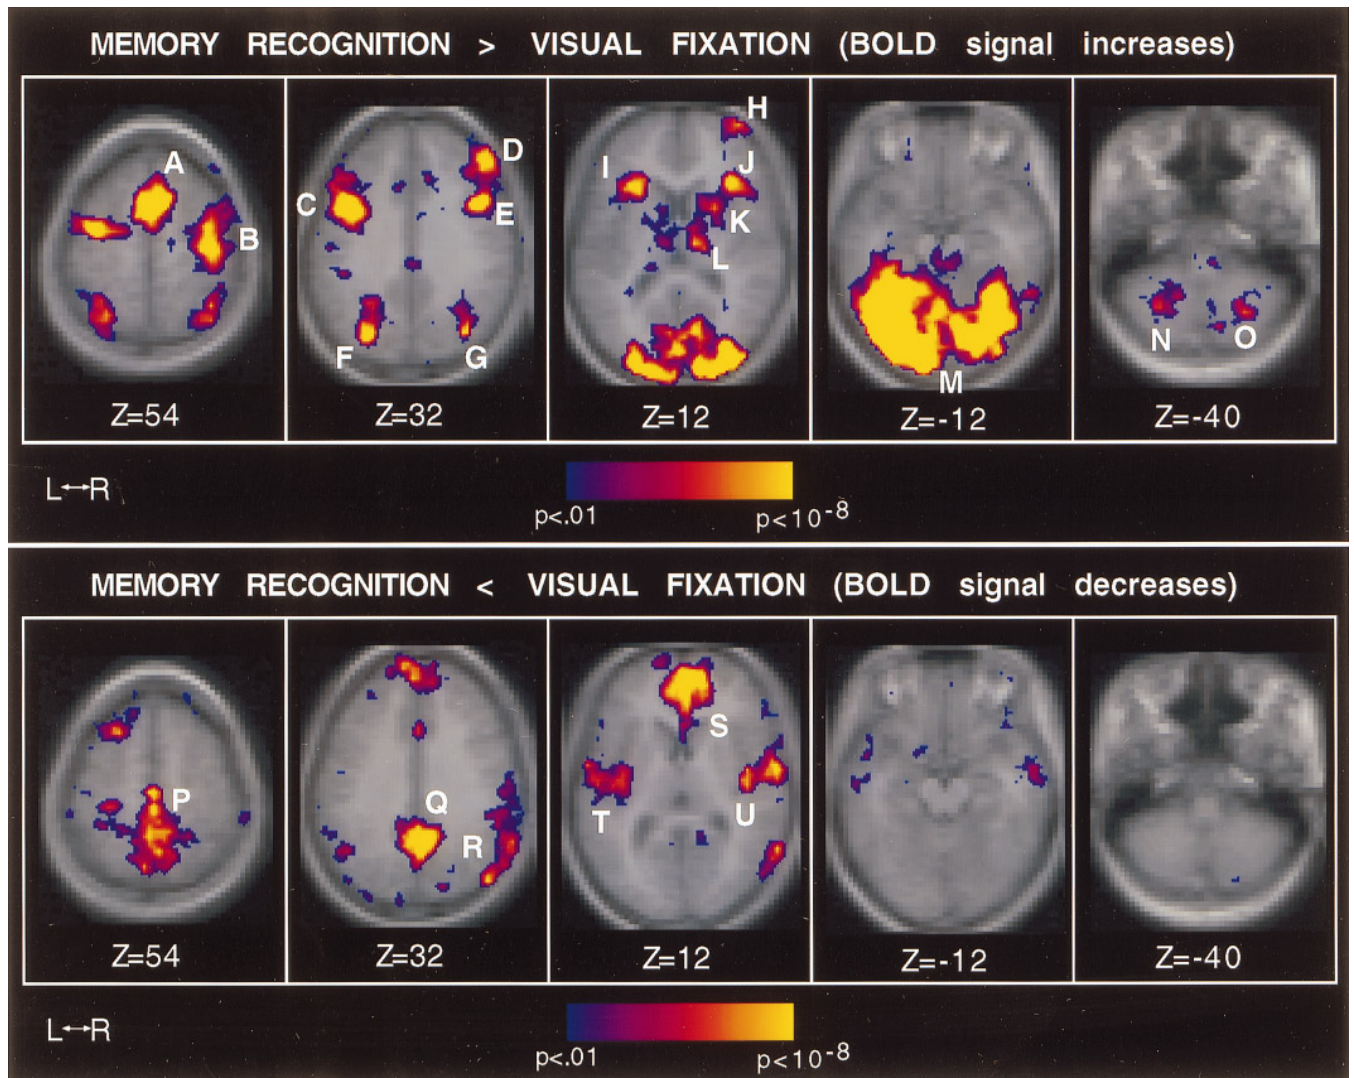 MEMORY RECOGNITION > VISUAL FIXATION (BOLD signal increases)
A
B
Z=54
C
D
E
F
G
Z=32
H
I
J
K
L
Z=12
M
Z=-12
N
O
Z=-40
L↔R
p<.01
p<10-8
MEMORY RECOGNITION < VISUAL FIXATION (BOLD signal decreases)
P
Z=54
Q
R
Z=32
S
T
U
Z=12
Z=-12
Z=-40
L↔R
p<.01
p<10-8